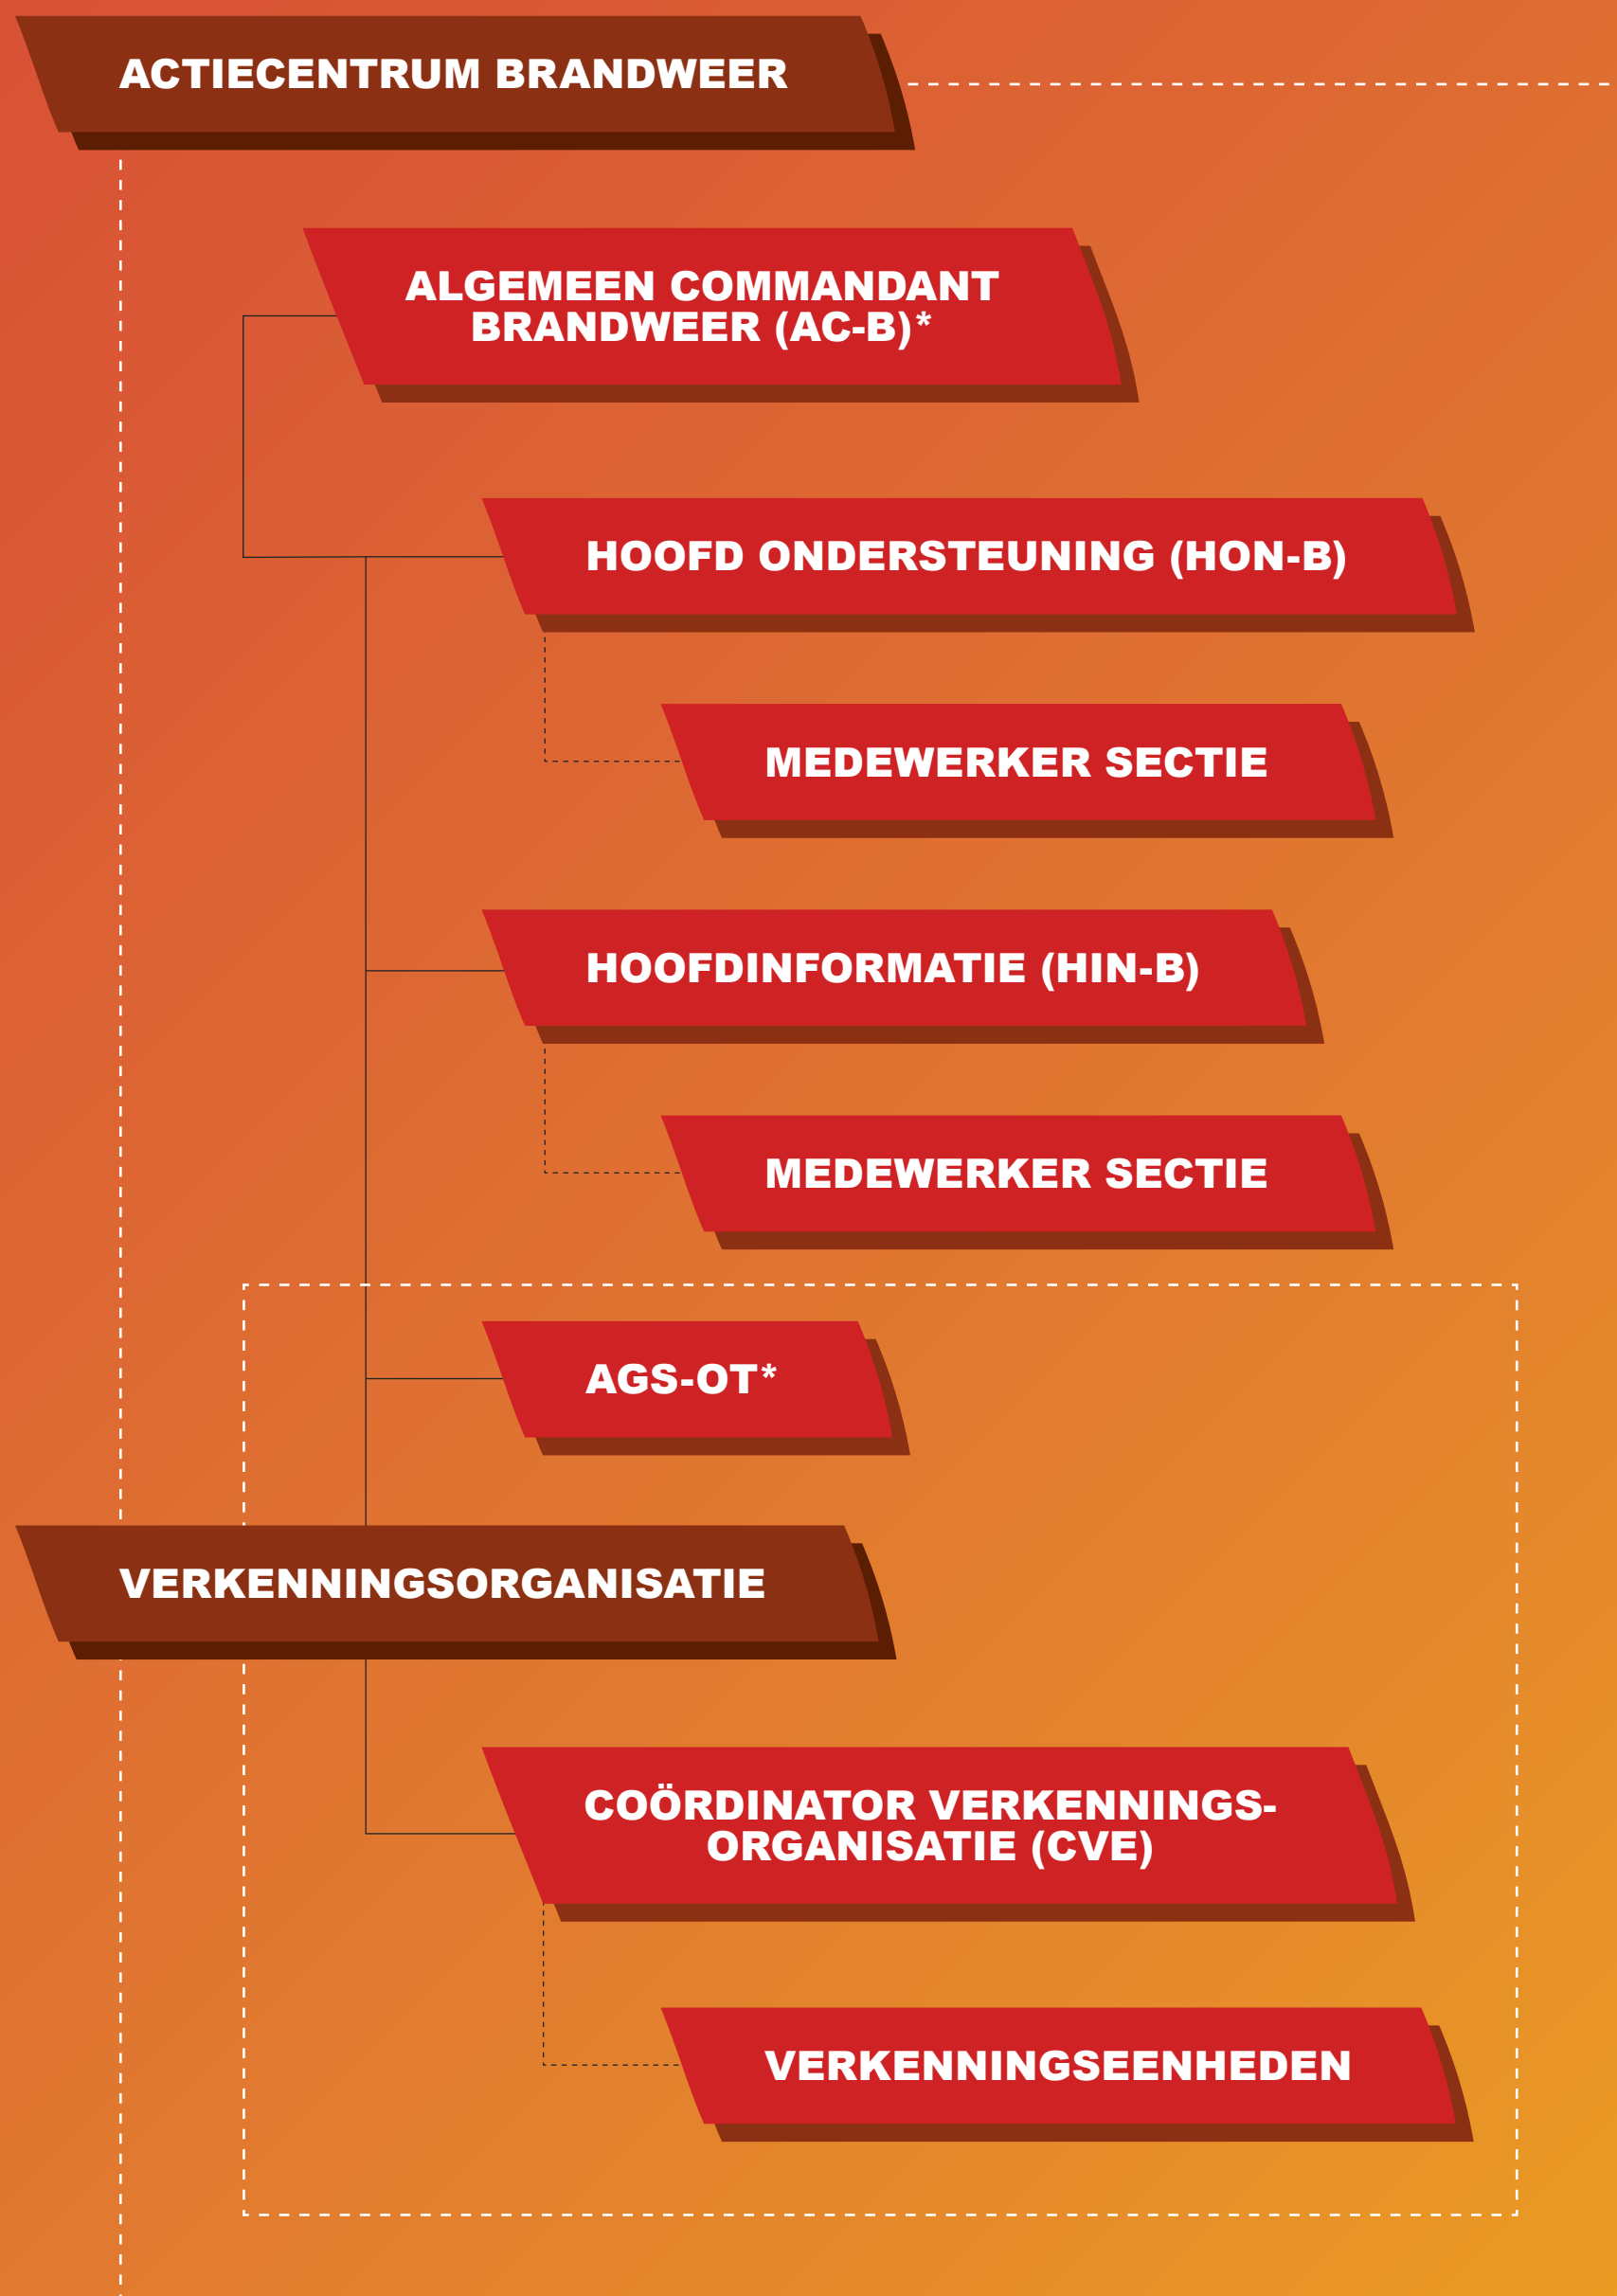 ACTIECENTRUM BRANDWEER
ALGEMEEN COMMANDANT
BRANDWEER (AC-B)*
HOOFD ONDERSTEUNING (HON-B)
MEDEWERKER SECTIE
HOOFDINFORMATIE (HIN-B)
MEDEWERKER SECTIE
AGS-OT*
VERKENNINGSORGANISATIE
COÖRDINATOR VERKENNINGS-
ORGANISATIE (CVE)
VERKENNINGSEENHEDEN